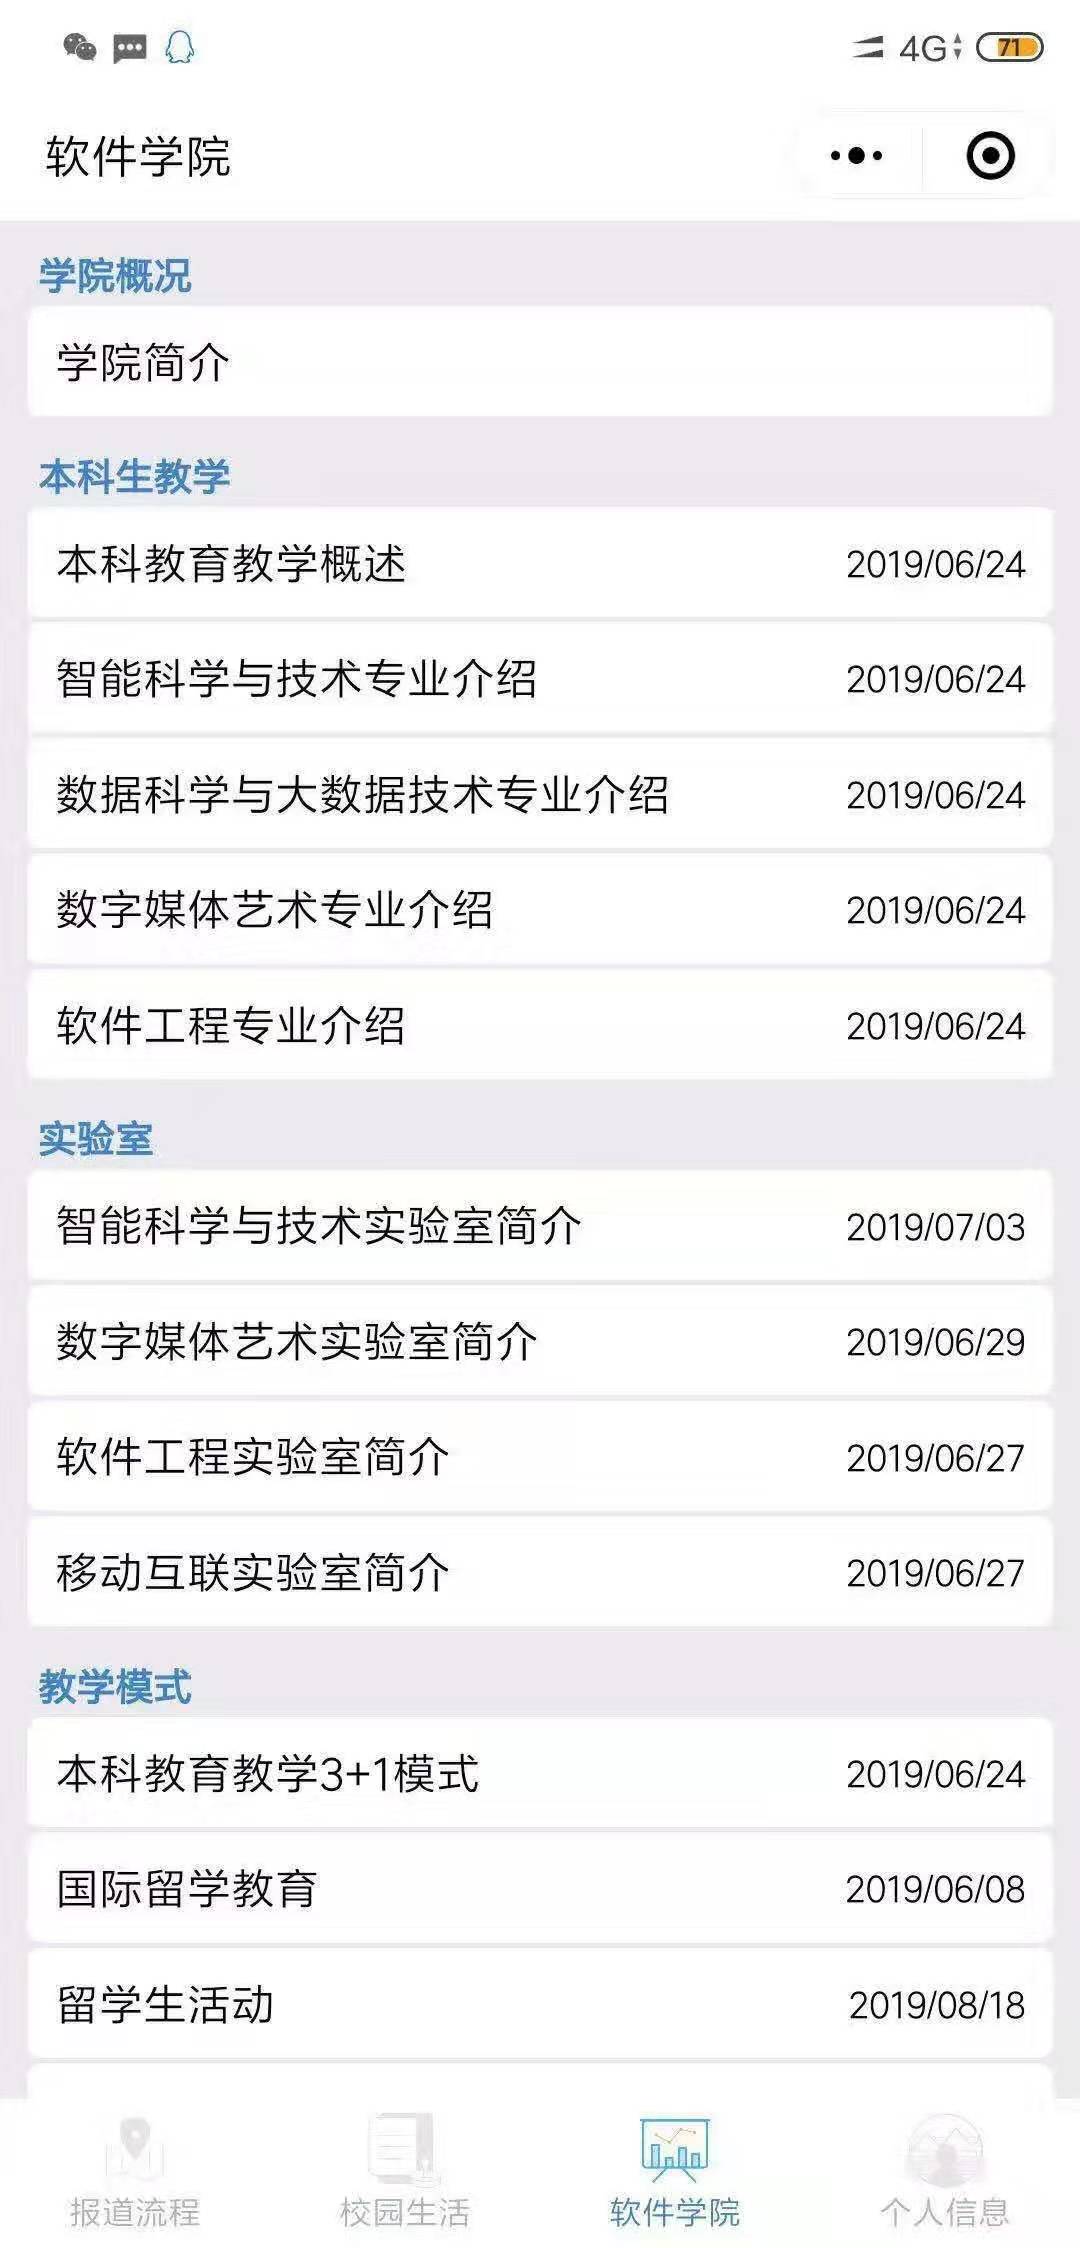 4G
71
软件学院
学院概况
学院简介
本科生教学
本科教育教学概述 2019/06/24
智能科学与技术专业介绍 2019/06/24
数据科学与大数据技术专业介绍 2019/06/24
数字媒体艺术专业介绍 2019/06/24
软件工程专业介绍 2019/06/24
实验室
智能科学与技术实验室简介 2019/07/03
数字媒体艺术实验室简介 2019/06/29
软件工程实验室简介 2019/06/27
移动互联实验室简介 2019/06/27
教学模式
本科教育教学3+1模式 2019/06/24
国际留学教育 2019/06/08
留学生活动 2019/08/18
报道流程 校园生活 软件学院 个人信息